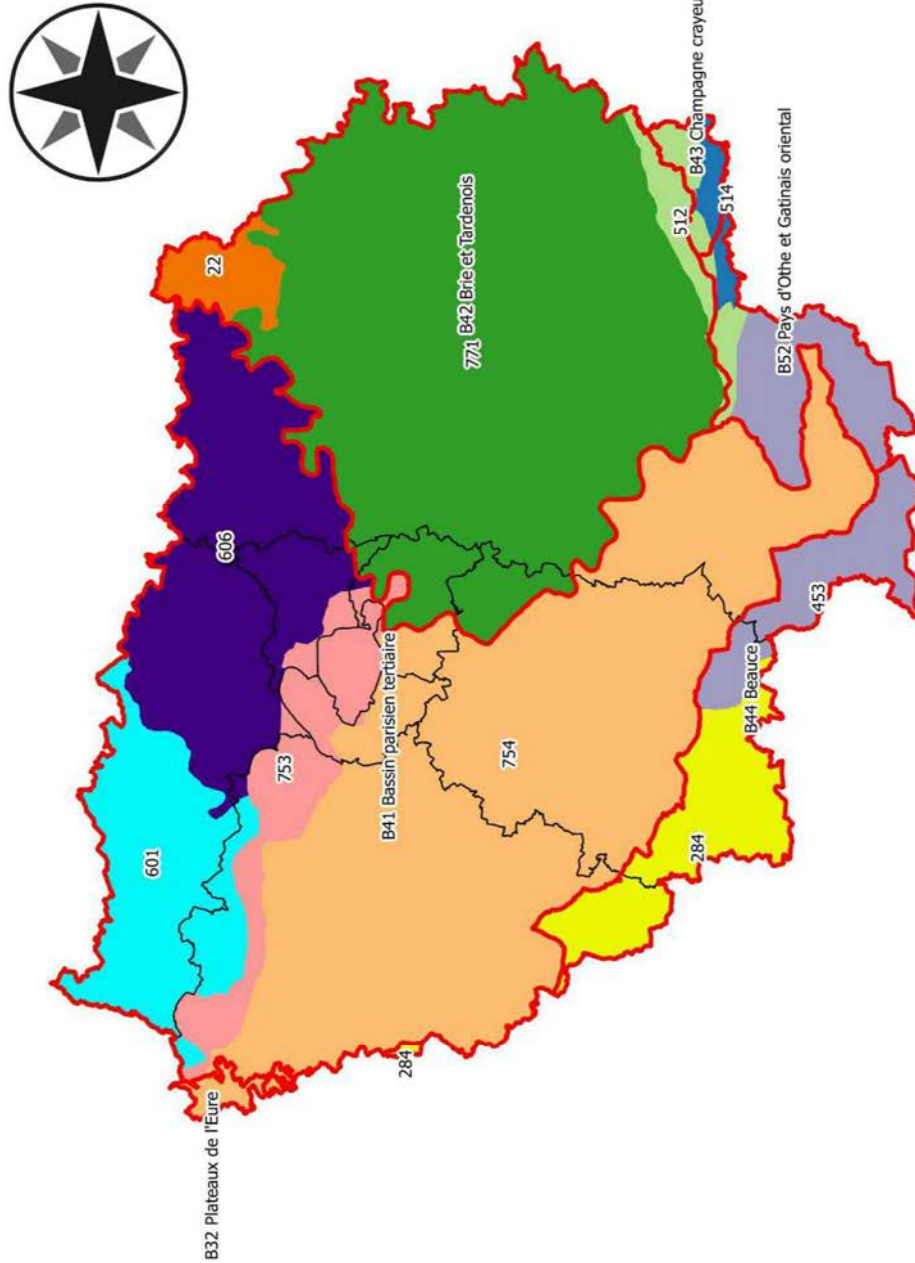 B43 Champagne crayeu
22
512
514
771 B42 Brie et Tardenois
B52 Pays d'Othe et Gatinais oriental
606
453
B44 Beauce
753
B41 Bassin parisien tertiaire
754
601
284
284
B32 Plateaux de l'Eure